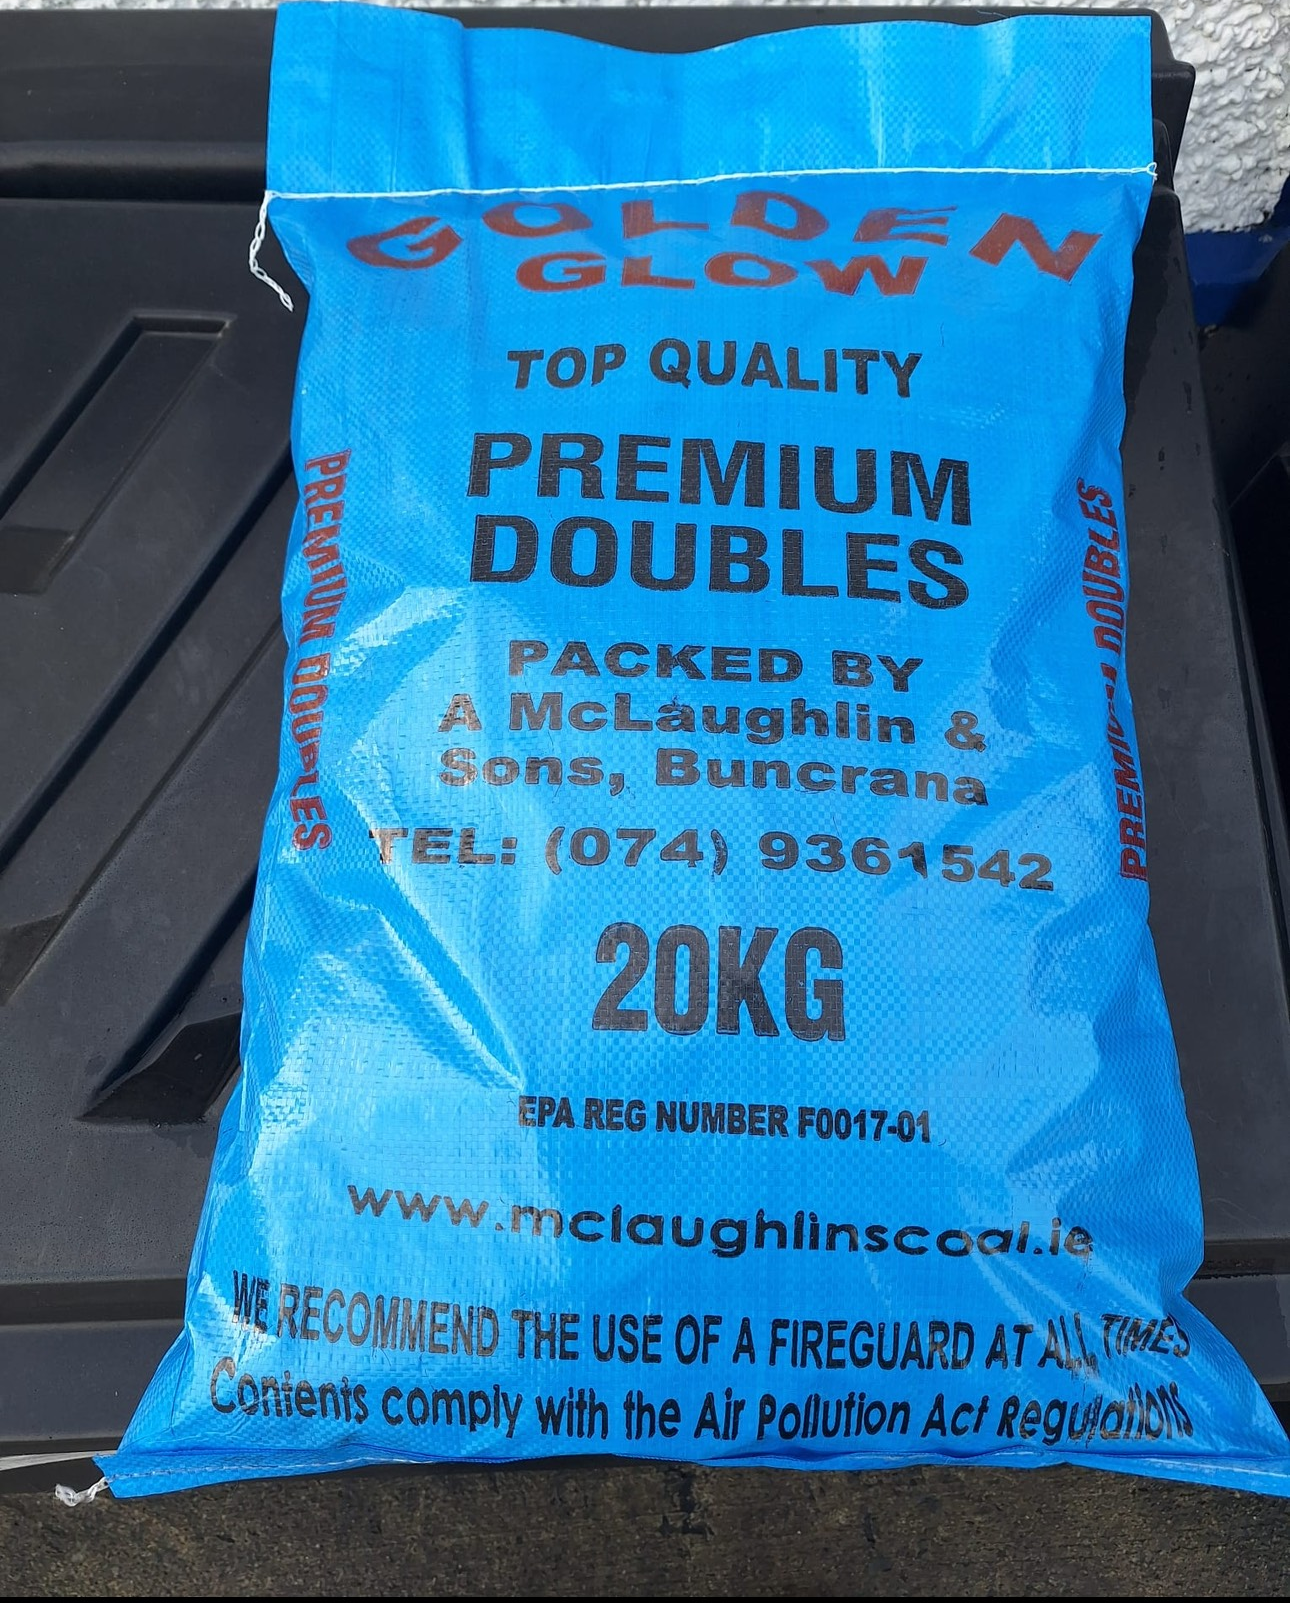 GOLDEN
GLOW
TOP QUALITY
PREMIUM
DOUBLES
PACKED BY
A McLaughlin &
Sons, Buncrana
TEL: (074) 9361542
20KG
EPA REG NUMBER F0017-01
www.mclaughlinscoal.ie
WE RECOMMEND THE USE OF A FIREGUARD AT ALL TIMES
Contents comply with the Air Pollution Act Regulations
PREMIUM DOUBLES
PREMIUM DOUBLES